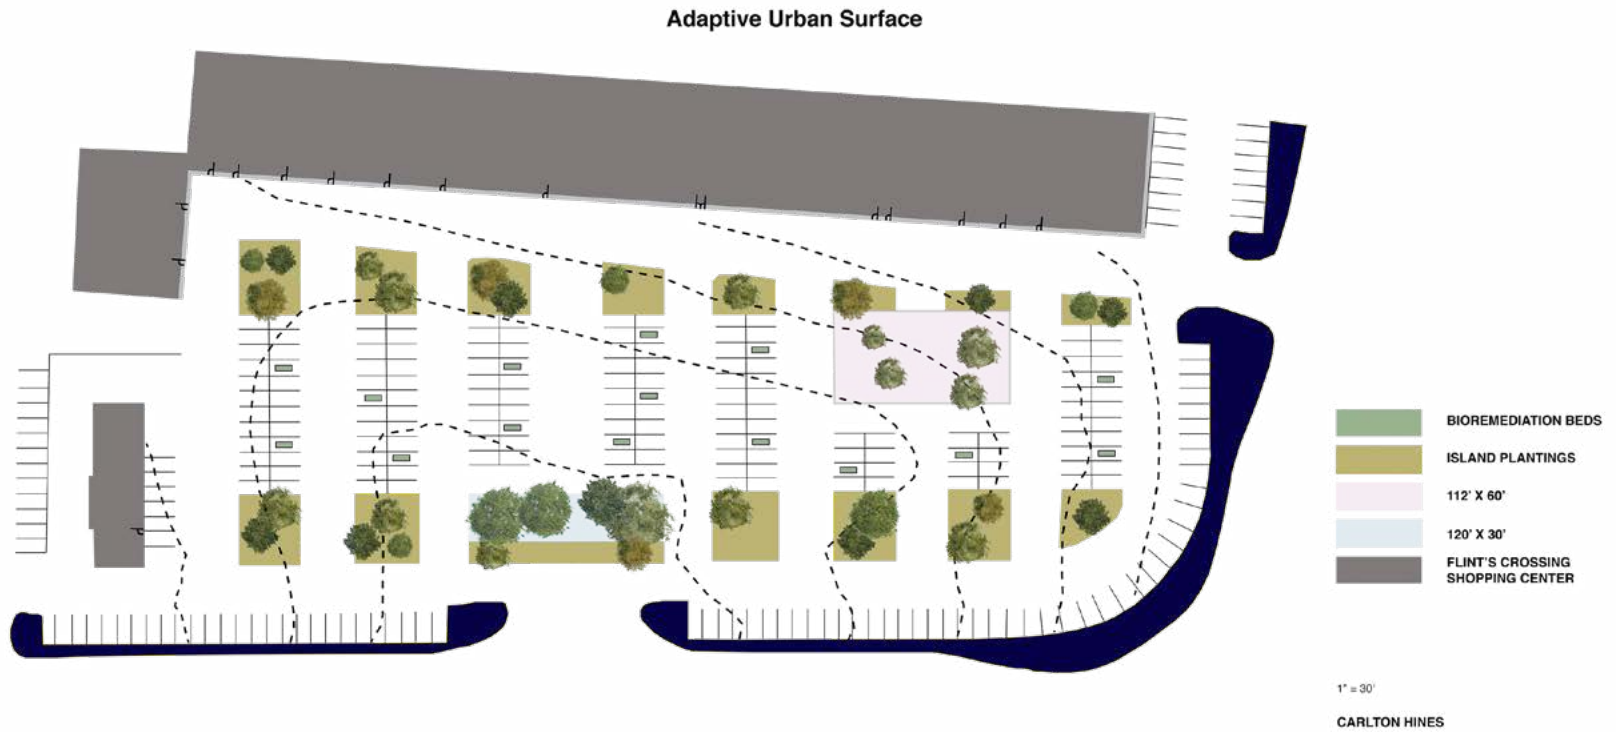 Adaptive Urban Surface
BIOREMEDIATION BEDS
ISLAND PLANTINGS
112' X 60'
120' X 30'
FLINT'S CROSSING
SHOPPING CENTER
1" = 30'
CARLTON HINES